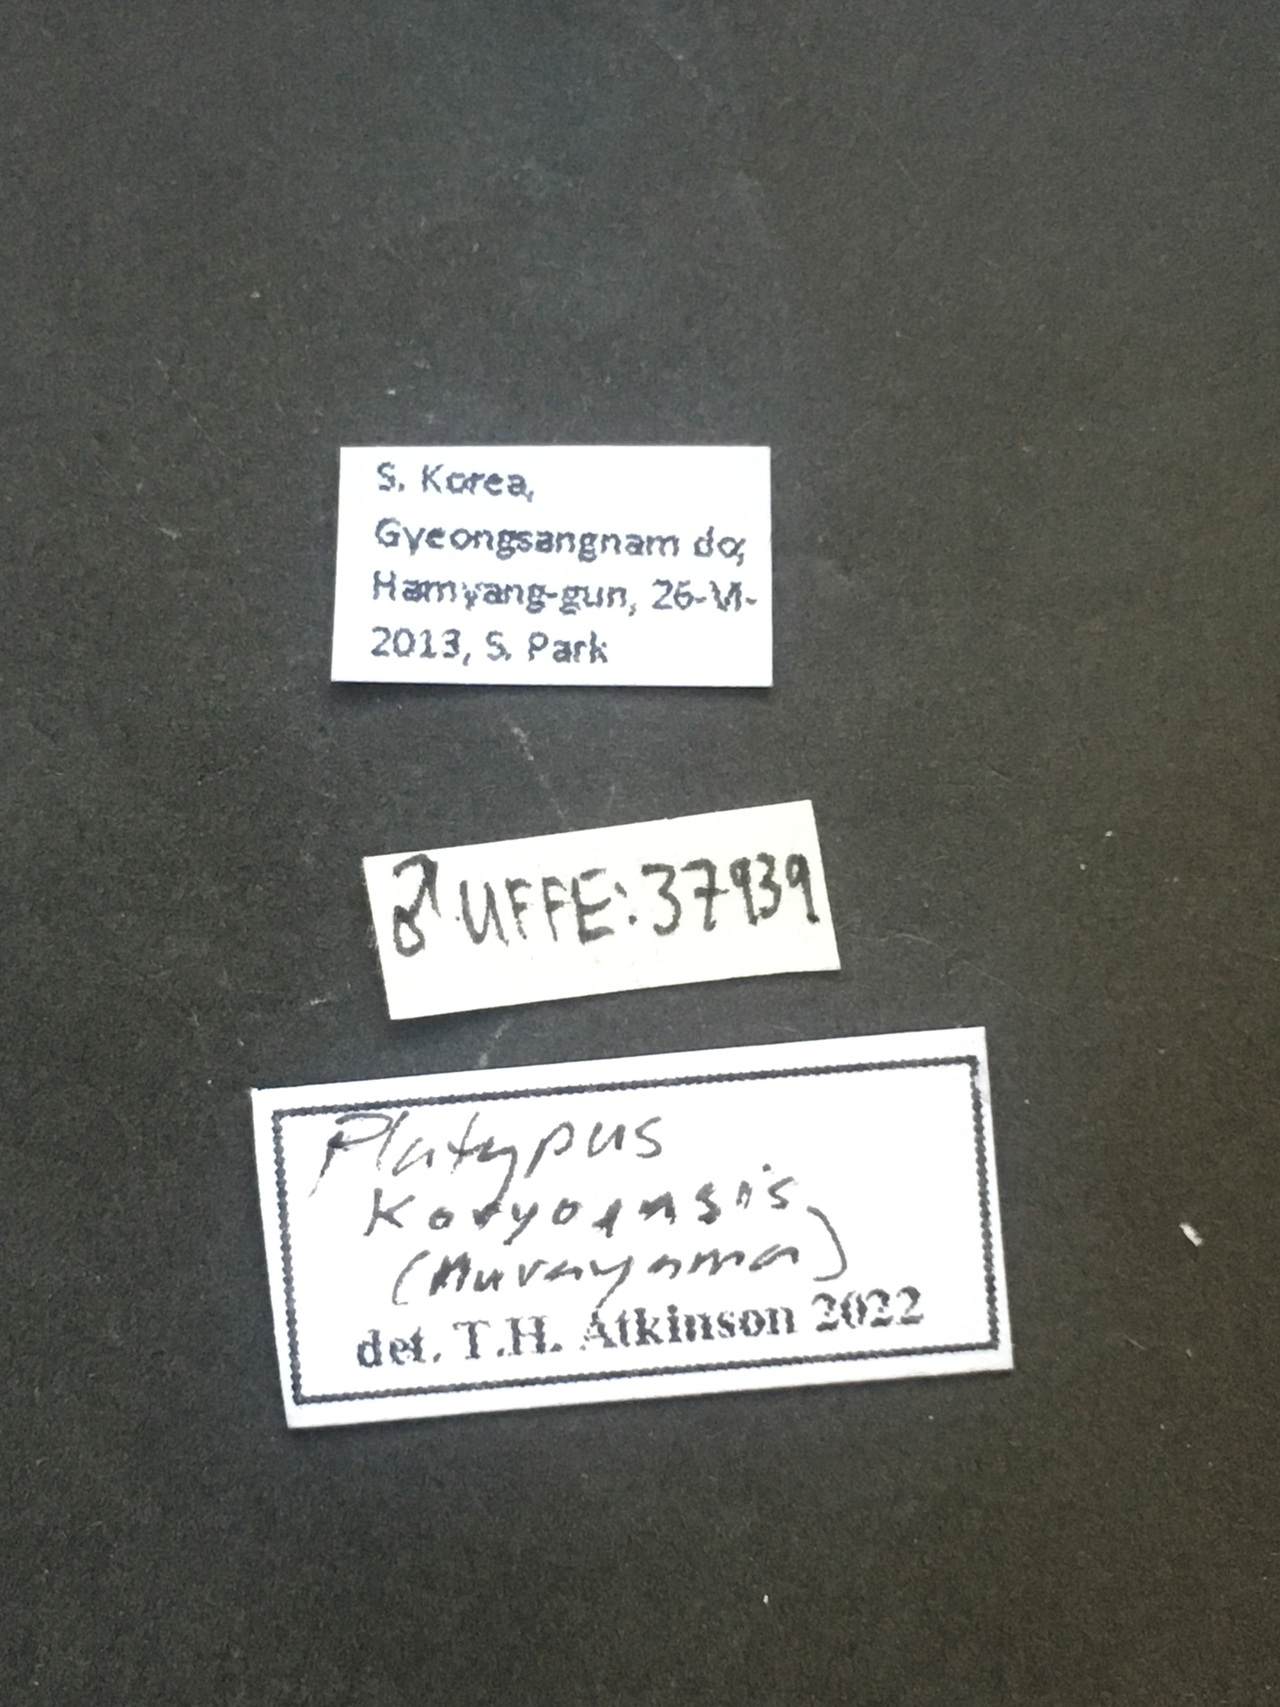 S. Korea,
Gyeongsangnam do,
Hamyang-gun, 26-VI-
2013, S. Park
♂ UFFE: 37939
Platypus
Koryoensis
(Murayama)
det. T.H. Atkinson 2022